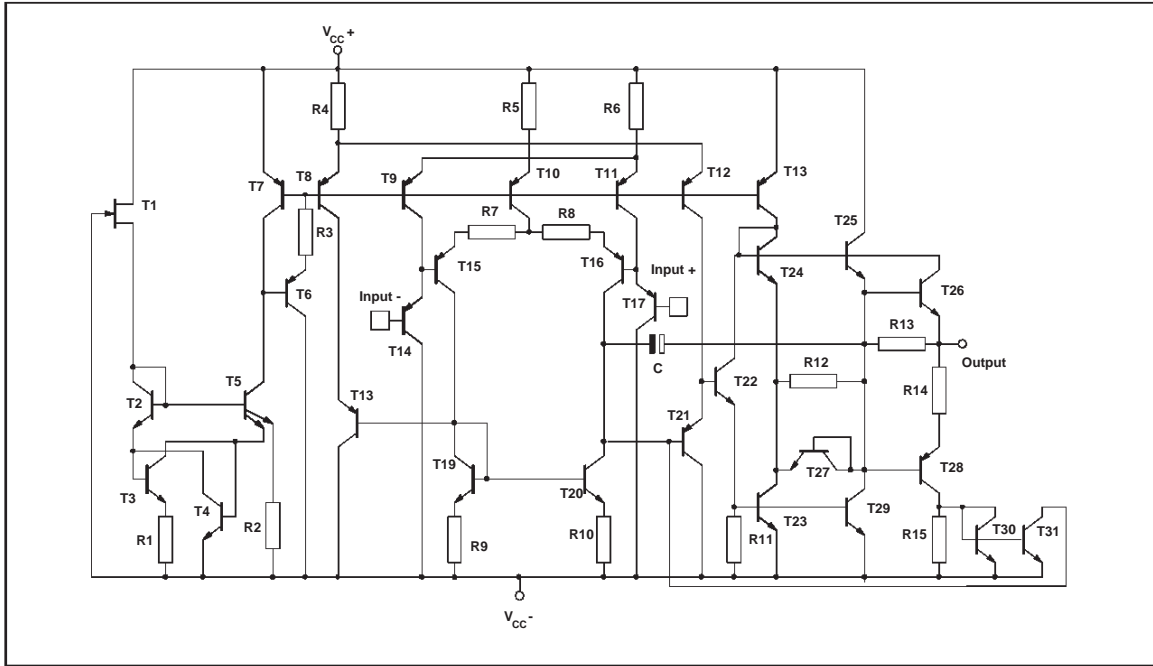 VCC+
R4
R5
R6
T7
T8
T9
T10
T11
T12
T13
T1
R3
R7
R8
T25
T15
T16
Input +
T24
T6
T17
T26
Input -
T14
R13
Output
C
R12
T22
R14
T2
T5
T13
T21
T19
T27
T28
T3
T4
R2
T20
T23
T29
R1
R9
R10
R11
R15
T30
T31
VCC-